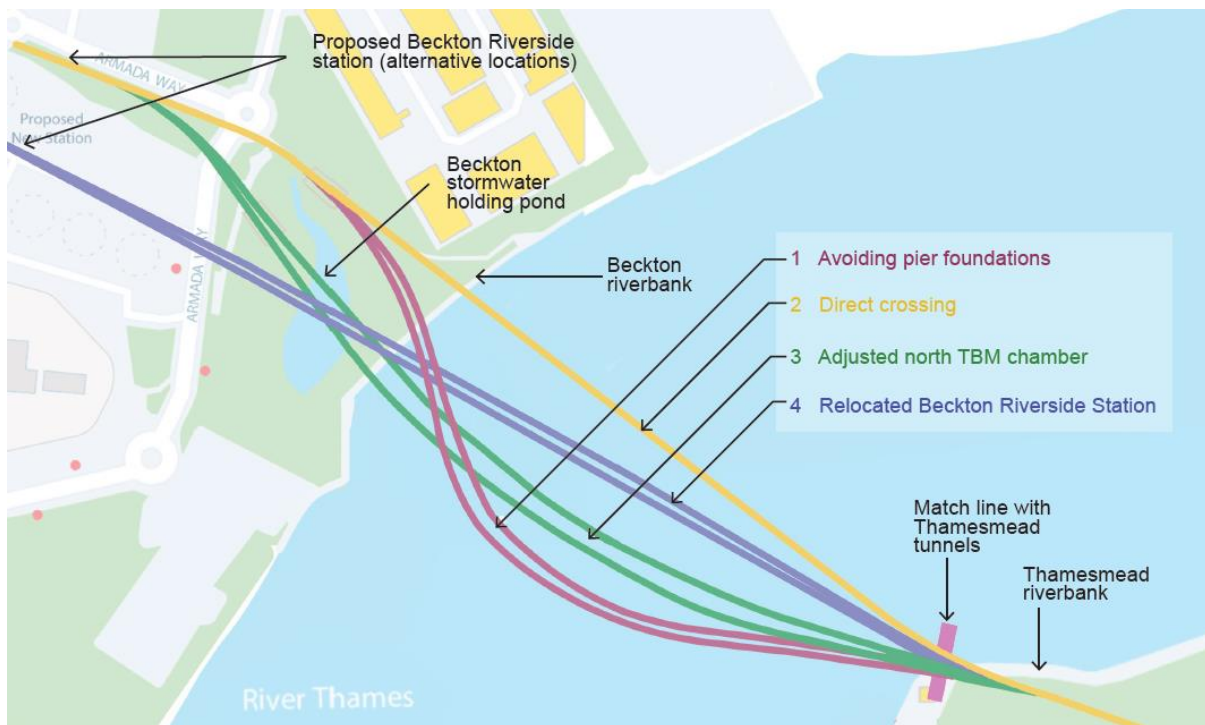 Proposed Beckton Riverside
station (alternative locations)
ARMADA WAY
Proposed
New Station
Beckton
stormwater
holding pond
ARMADA WAY
Beckton
riverbank
1 Avoiding pier foundations
2 Direct crossing
3 Adjusted north TBM chamber
4 Relocated Beckton Riverside Station
Match line with
Thamesmead
tunnels
Thamesmead
riverbank
River Thames